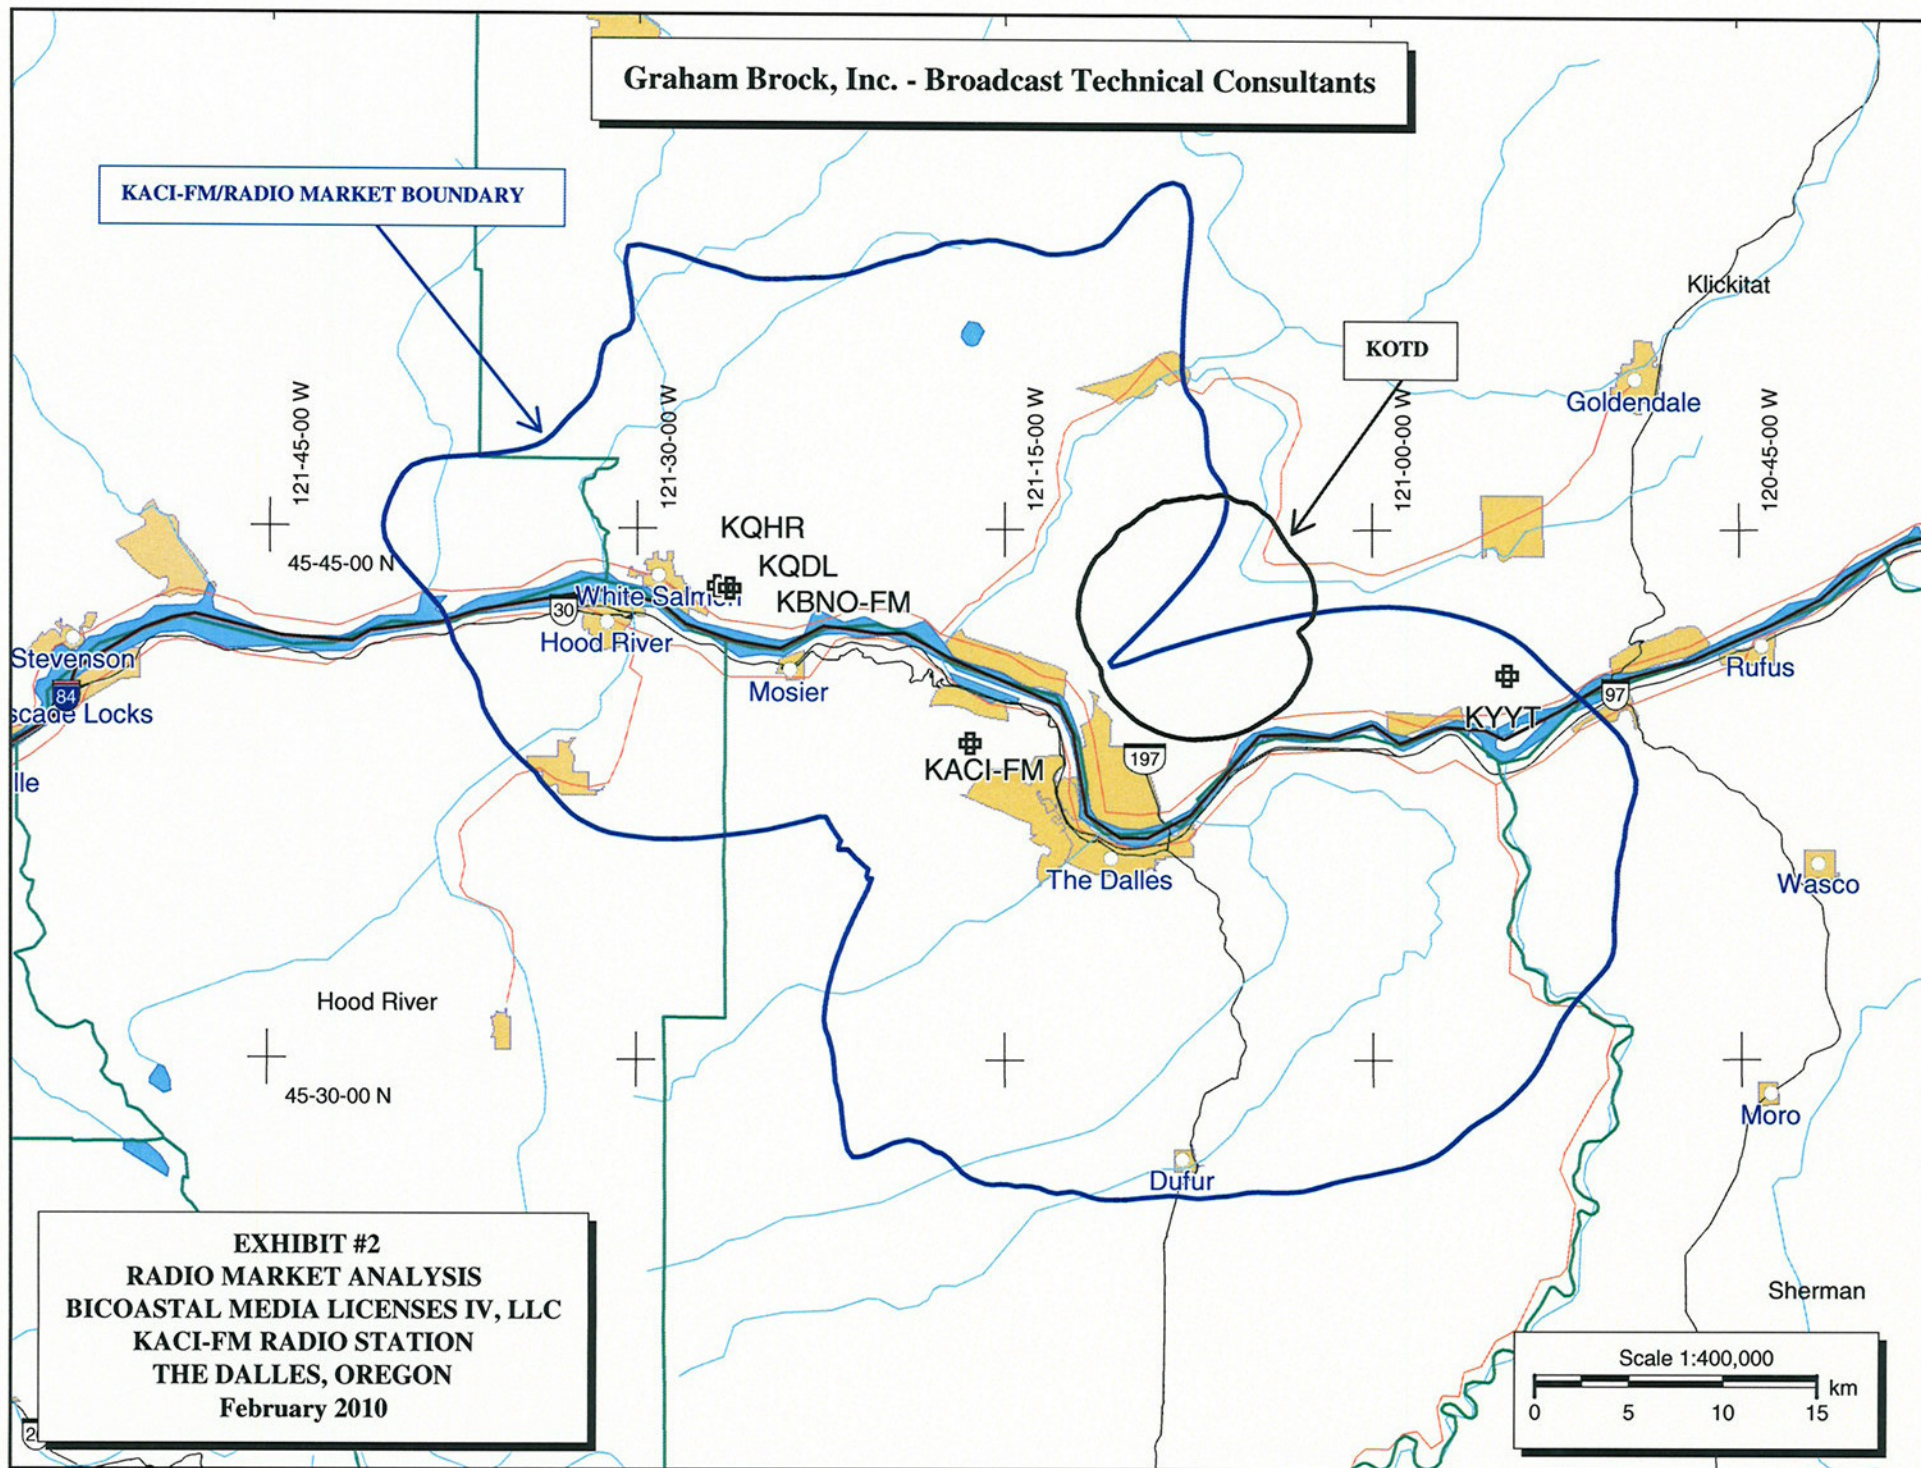 Graham Brock, Inc. - Broadcast Technical Consultants
KACI-FM/RADIO MARKET BOUNDARY
Klickitat
KOTD
Goldendale
121-45-00 W
121-30-00 W
121-15-00 W
121-00-00 W
120-45-00 W
KQHR
45-45-00 N
KQDL
White Salmon
KBNO-FM
30
Hood River
Stevenson
Rufus
Mosier
84
97
scade Locks
KYYT
197
KACI-FM
lle
The Dalles
Wasco
Hood River
45-30-00 N
Moro
Dufur
EXHIBIT #2
RADIO MARKET ANALYSIS
BICOASTAL MEDIA LICENSES IV, LLC
KACI-FM RADIO STATION
THE DALLES, OREGON
February 2010
Sherman
Scale 1:400,000
km
0 5 10 15